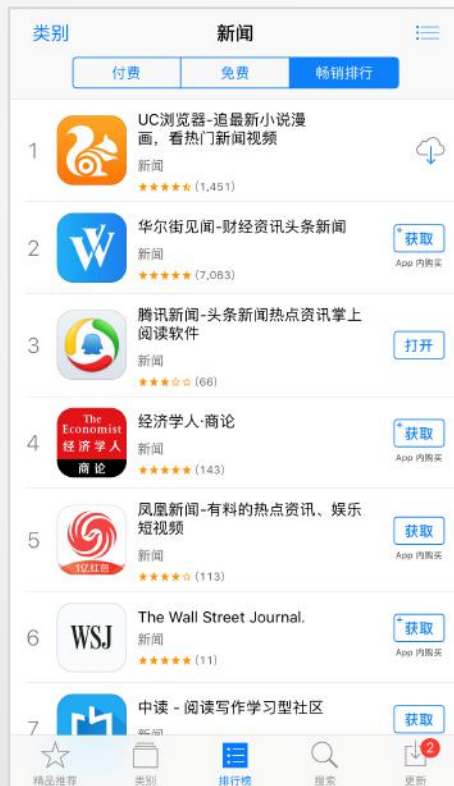 类别
新闻
付费
免费
畅销排行
1
UC浏览器-追最新小说漫
画，看热门新闻视频
新闻
(1,451)
2
华尔街见闻-财经资讯头条新闻
新闻
(7,083)
+获取
App 内购买
3
腾讯新闻-头条新闻热点资讯掌上
阅读软件
新闻
(66)
打开
4
The
Economist
经济学人
商论
经济学人·商论
新闻
(143)
+获取
App 内购买
5
1亿红包
凤凰新闻-有料的热点资讯、娱乐
短视频
新闻
(113)
获取
App 内购买
6
WSJ
The Wall Street Journal.
新闻
(11)
+获取
App 内购买
7
中读 - 阅读写作学习型社区
新闻
获取
2
精品推荐
类别
排行榜
搜索
更新